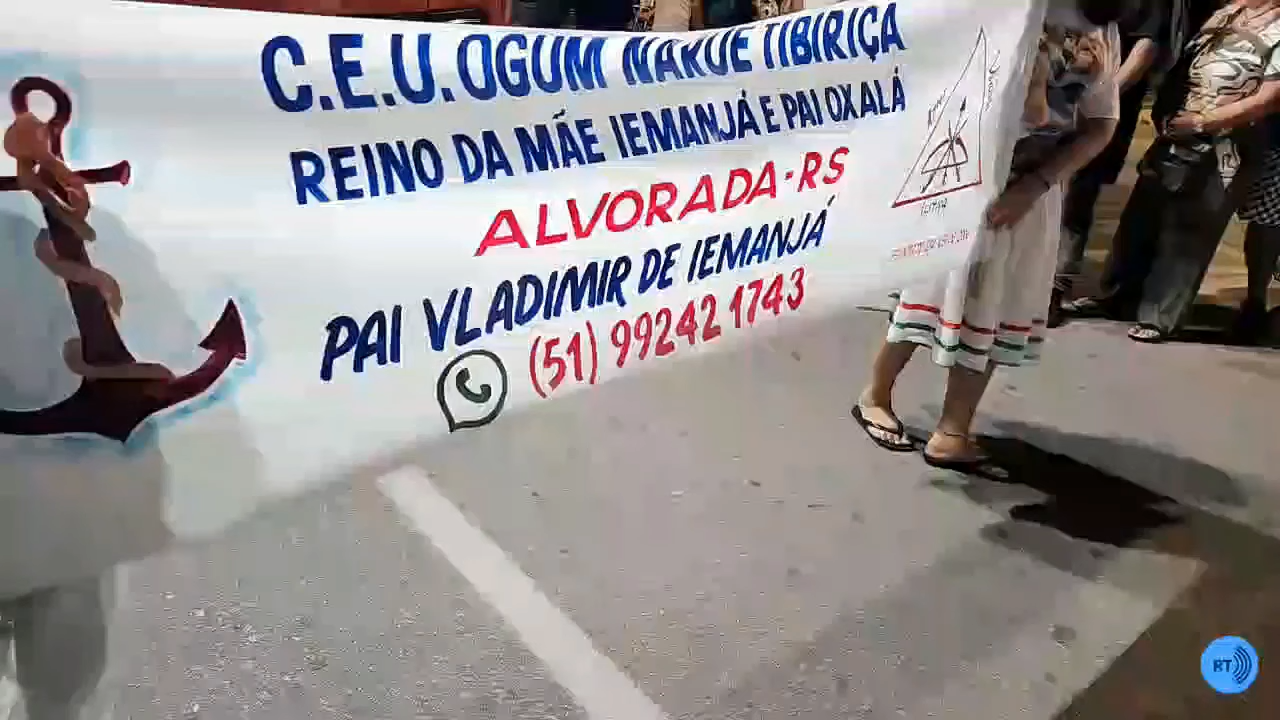 C.E.U. OGUM NARUE TIBIRIÇA
REINO DA MÃE IEMANJÁ E PAI OXALÁ
ALVORADA-RS
PAI VLADIMIR DE IEMANJÁ
(51) 99242 1743
RT